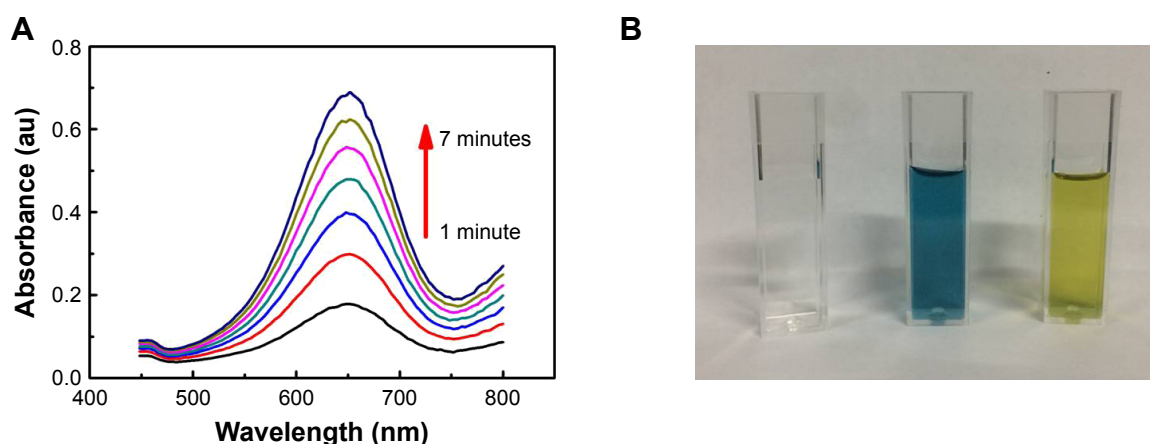 A
B
0.8
0.6
0.4
0.2
0.0
Absorbance (au)
7 minutes
1 minute
400 500 600 700 800
Wavelength (nm)